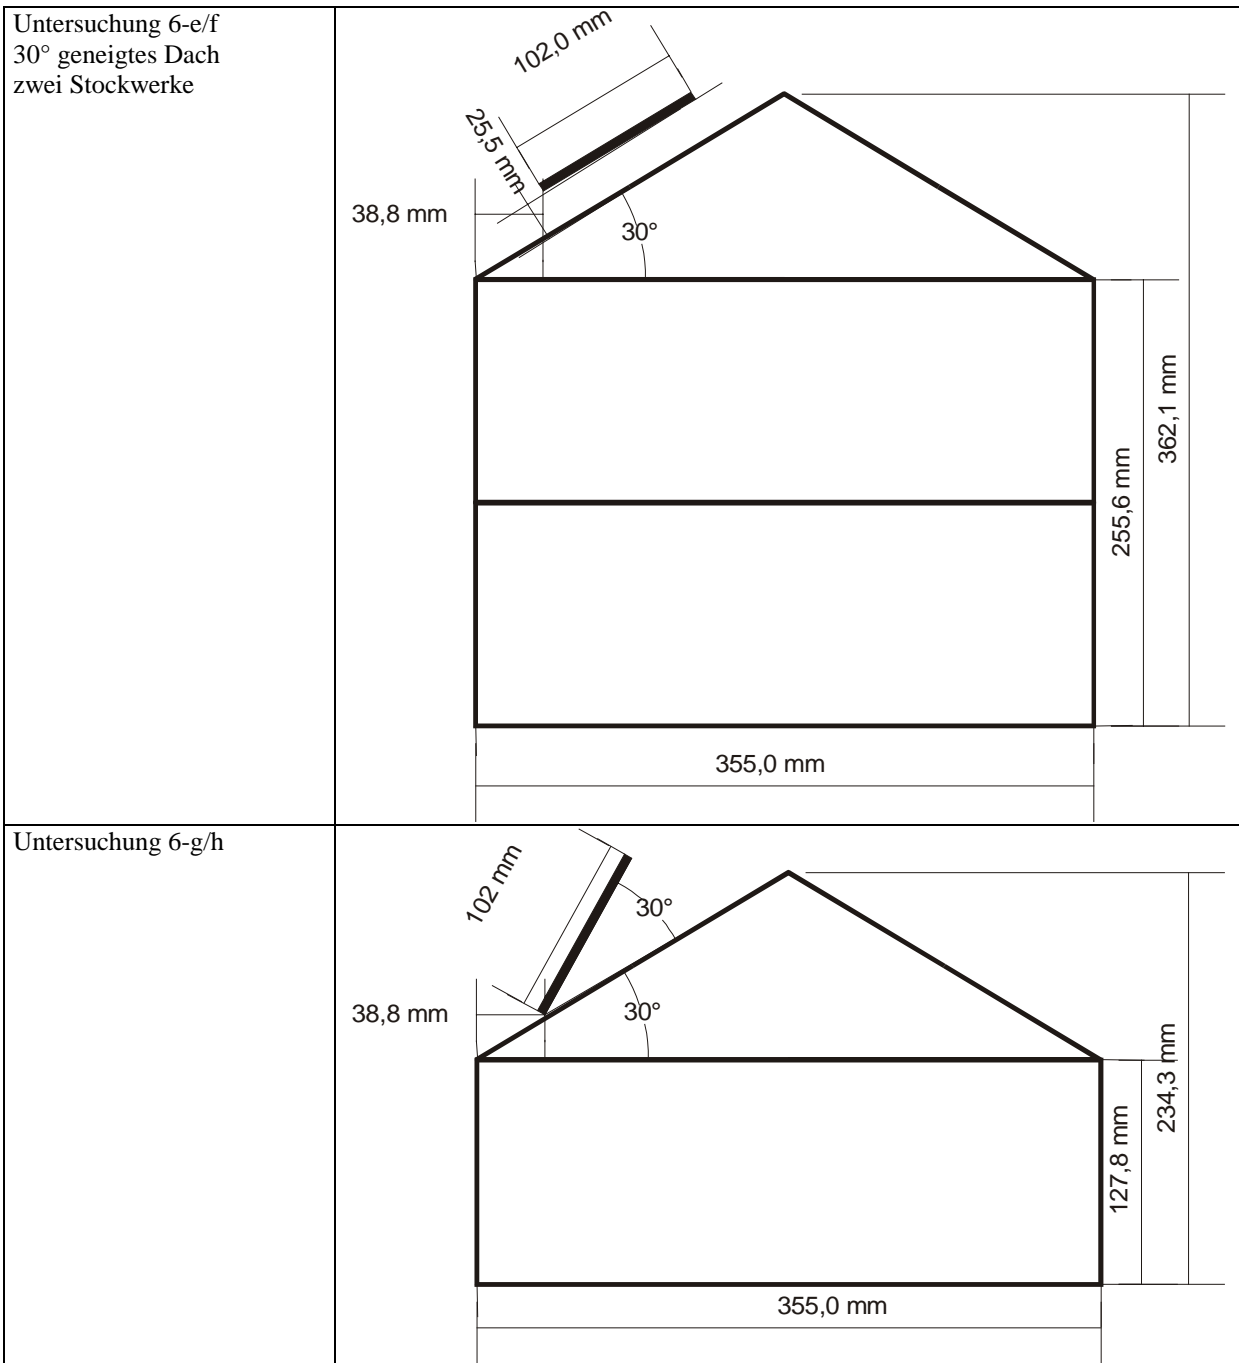 Untersuchung 6-e/f
30° geneigtes Dach
zwei Stockwerke
102,0 mm
25,5 mm
38,8 mm
30°
362,1 mm
255,6 mm
355,0 mm
Untersuchung 6-g/h
102 mm
30°
38,8 mm
30°
234,3 mm
127,8 mm
355,0 mm